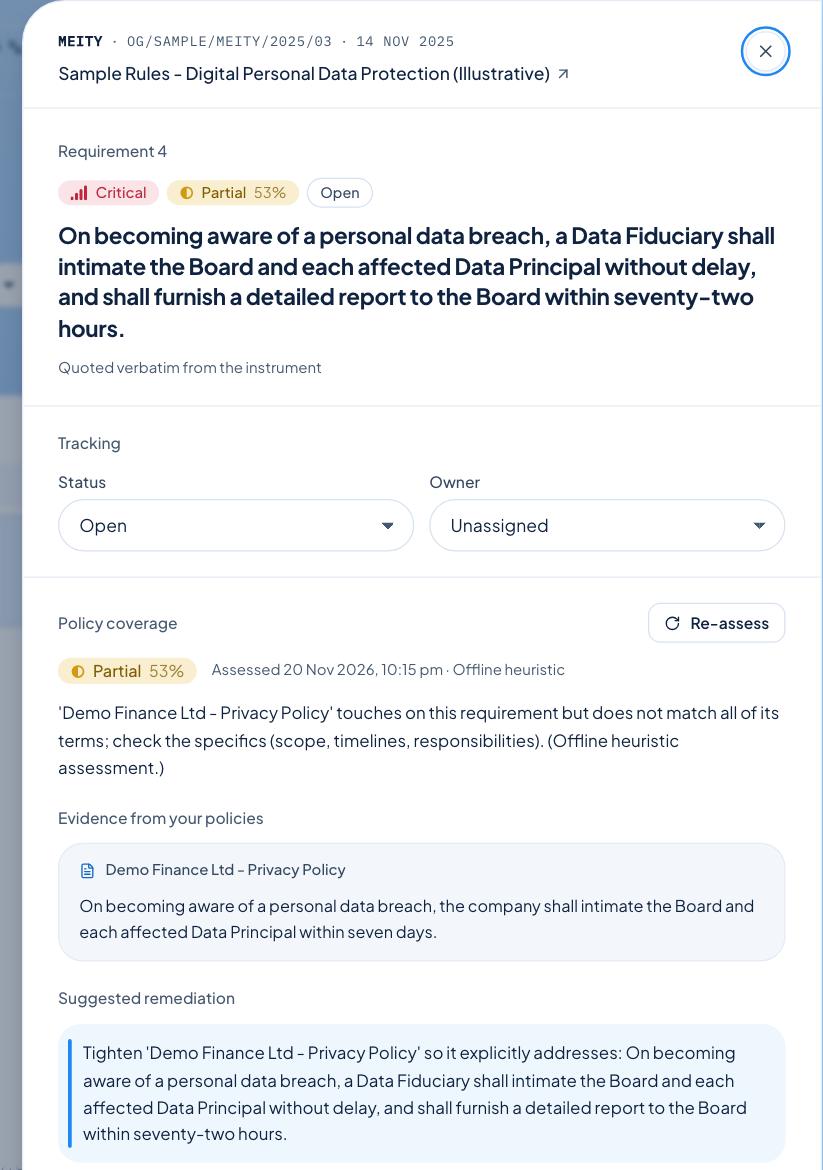 MEITY · OG/SAMPLE/MEITY/2025/03 · 14 NOV 2025
Sample Rules – Digital Personal Data Protection (Illustrative) ↗
Requirement 4
Critical Partial 53% Open
On becoming aware of a personal data breach, a Data Fiduciary shall
intimate the Board and each affected Data Principal without delay,
and shall furnish a detailed report to the Board within seventy-two
hours.
Quoted verbatim from the instrument
Tracking
Status Owner
Open Unassigned
Policy coverage Re-assess
Partial 53% Assessed 20 Nov 2026, 10:15 pm · Offline heuristic
'Demo Finance Ltd – Privacy Policy' touches on this requirement but does not match all of its
terms; check the specifics (scope, timelines, responsibilities). (Offline heuristic
assessment.)
Evidence from your policies
Demo Finance Ltd – Privacy Policy
On becoming aware of a personal data breach, the company shall intimate the Board and
each affected Data Principal within seven days.
Suggested remediation
Tighten 'Demo Finance Ltd – Privacy Policy' so it explicitly addresses: On becoming
aware of a personal data breach, a Data Fiduciary shall intimate the Board and each
affected Data Principal without delay, and shall furnish a detailed report to the Board
within seventy-two hours.